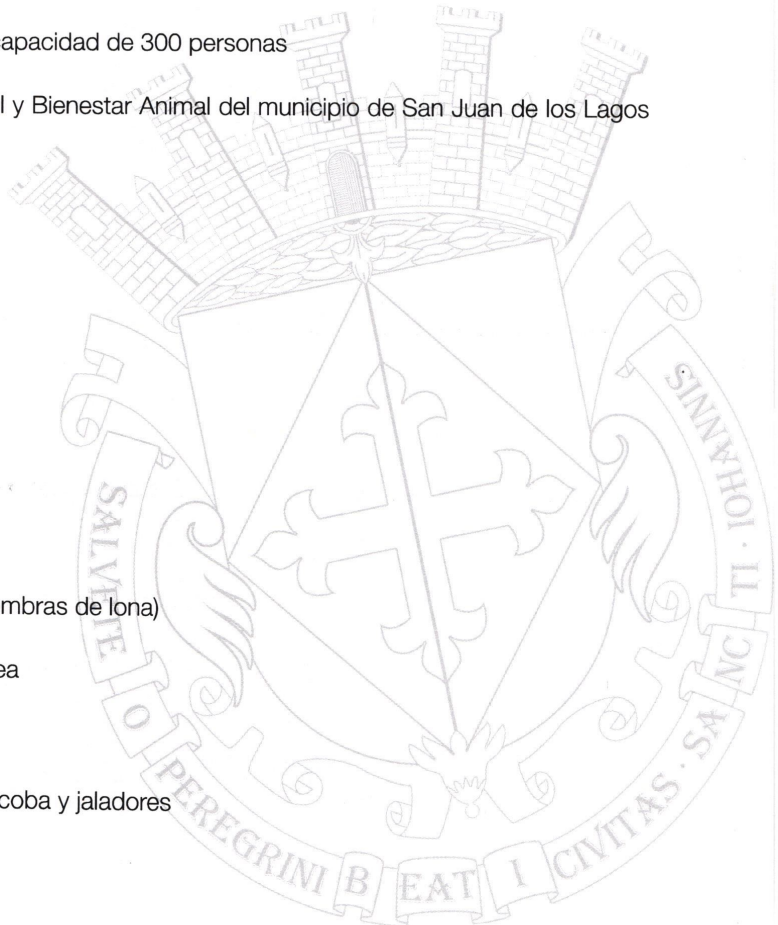 capacidad de 300 personas
l y Bienestar Animal del municipio de San Juan de los Lagos
mbras de lona)
ea
coba y jaladores
SALVETE O PEREGRINI BEATI CIVITAS · SANCTI · IOHANNIS